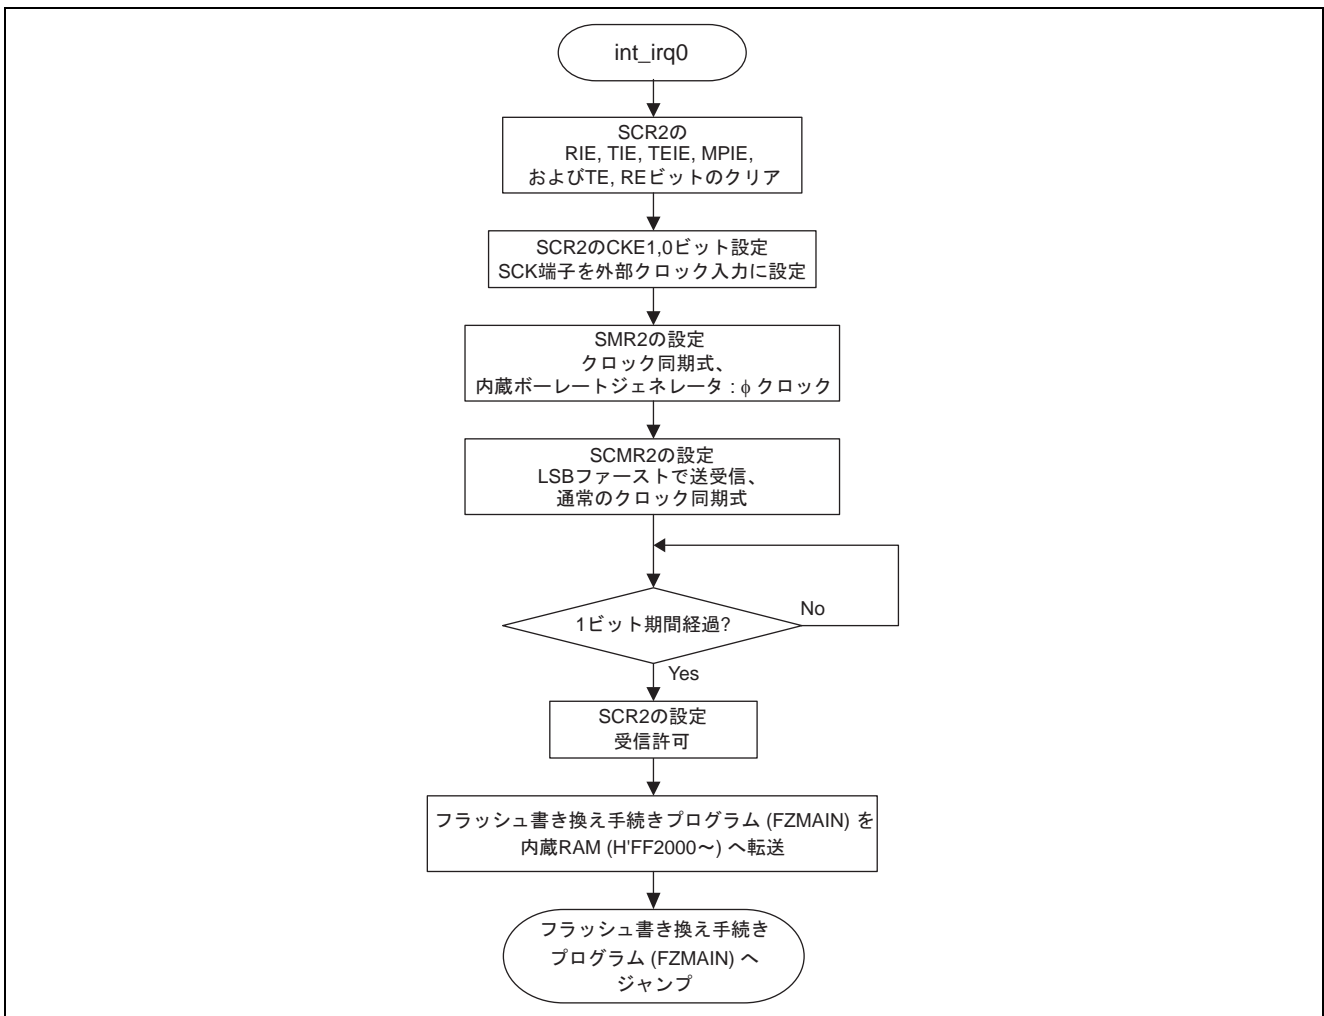 int_irq0
SCR2の
RIE, TIE, TEIE, MPIE,
およびTE, REビットのクリア
SCR2のCKE1,0ビット設定
SCK端子を外部クロック入力に設定
SMR2の設定
クロック同期式、
内蔵ボーレートジェネレータ : φ クロック
SCMR2の設定
LSBファーストで送受信、
通常のクロック同期式
1ビット期間経過?
No
Yes
SCR2の設定
受信許可
フラッシュ書き換え手続きプログラム (FZMAIN) を
内蔵RAM (H'FF2000～) へ転送
フラッシュ書き換え手続き
プログラム (FZMAIN) へ
ジャンプ